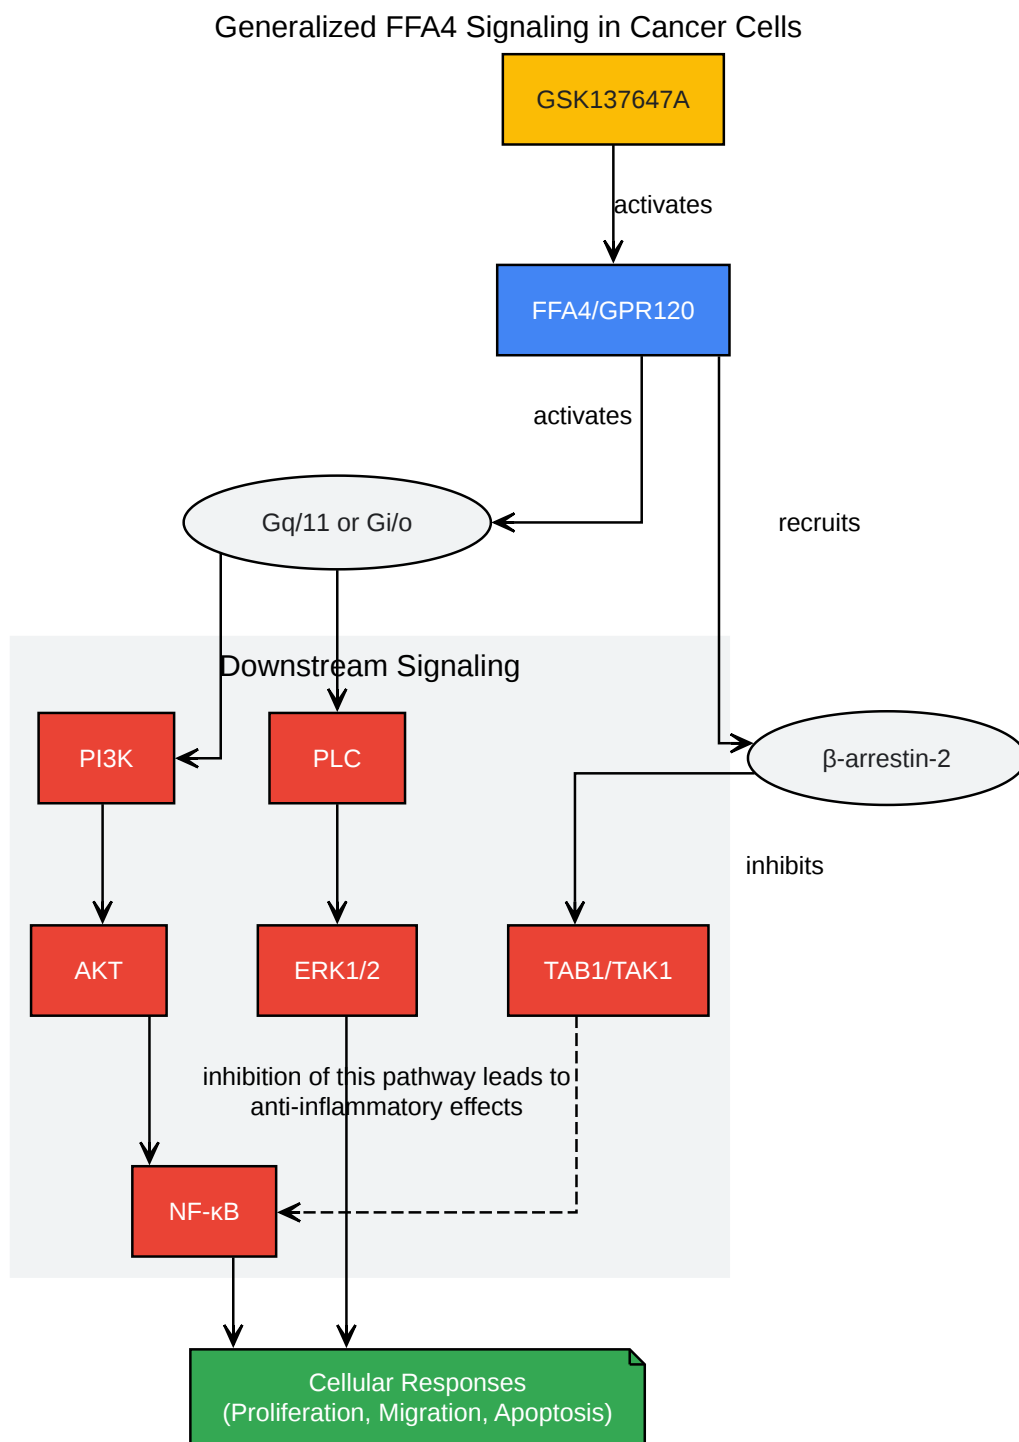 Generalized FFA4 Signaling in Cancer Cells
GSK137647A
activates
FFA4/GPR120
activates
Gq/11 or Gi/o
recruits
Downstream Signaling
PI3K
PLC
β-arrestin-2
inhibits
AKT
ERK1/2
TAB1/TAK1
inhibition of this pathway leads to
anti-inflammatory effects
NF-κB
Cellular Responses
(Proliferation, Migration, Apoptosis)